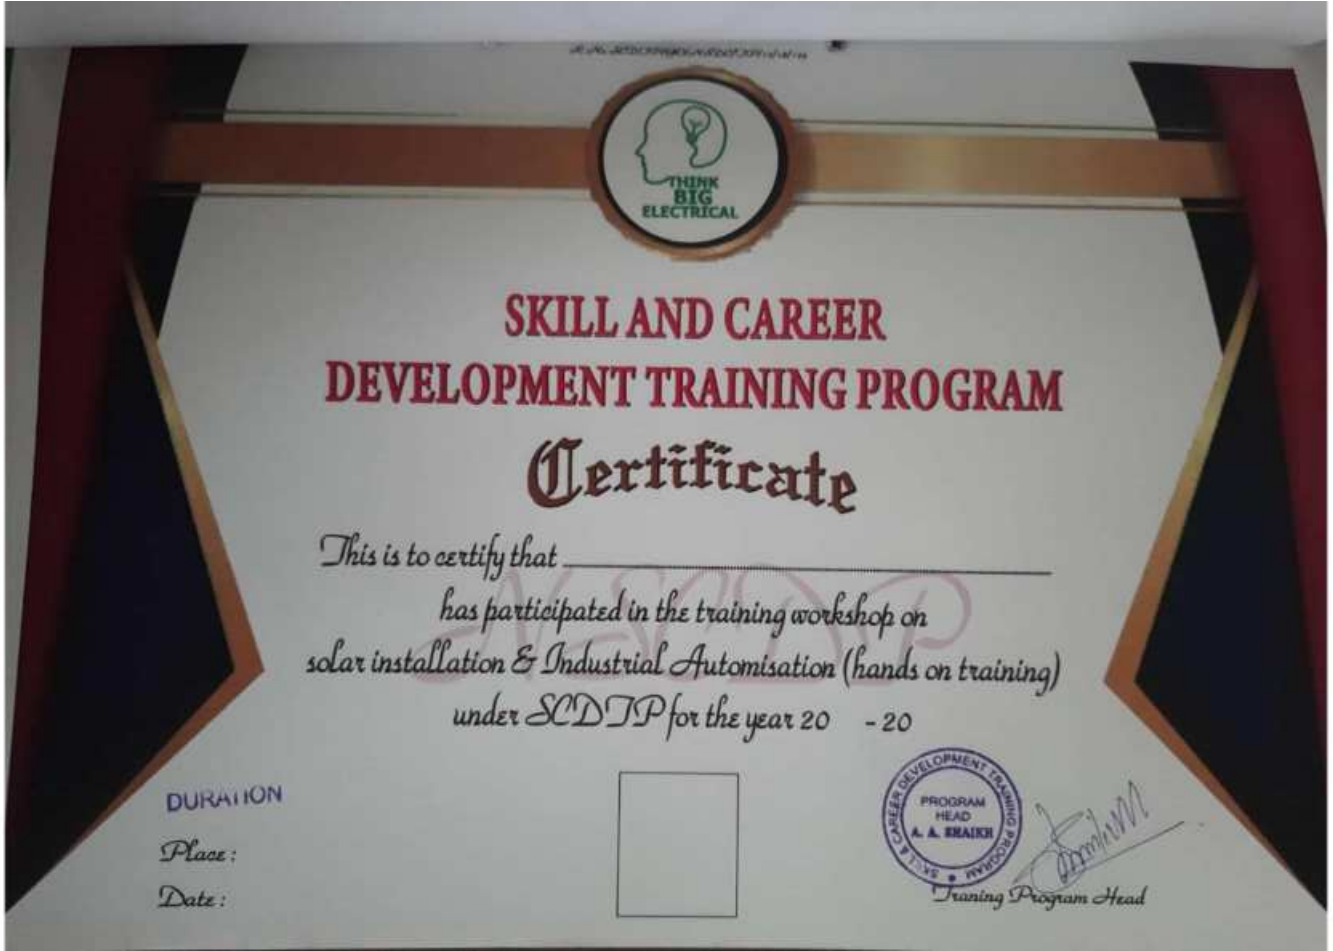 THINK
BIG
ELECTRICAL
SKILL AND CAREER
DEVELOPMENT TRAINING PROGRAM
Certificate
This is to certify that
has participated in the training workshop on
solar installation & Industrial Automisation (hands on training)
under SCDTP for the year 20 - 20
DURATION
Place :
Date :
SKILL & CAREER DEVELOPMENT TRAINING PROGRAM
PROGRAM
HEAD
A. A. SHAIKH
Traning Program Head